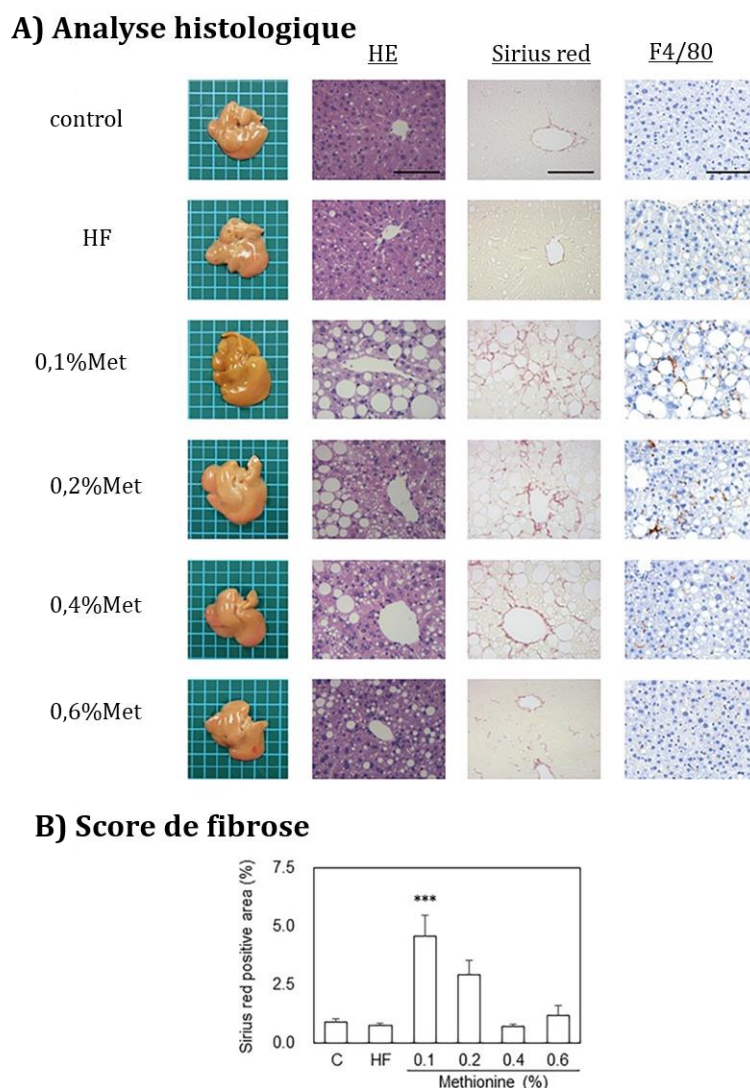 A) Analyse histologique
HE Sirius red F4/80
control
HF
0,1%Met
0,2%Met
0,4%Met
0,6%Met
B) Score de fibrose
Sirius red positive area (%)
7.5
5.0
2.5
0.0
***
C HF 0.1 0.2 0.4 0.6
Methionine (%)